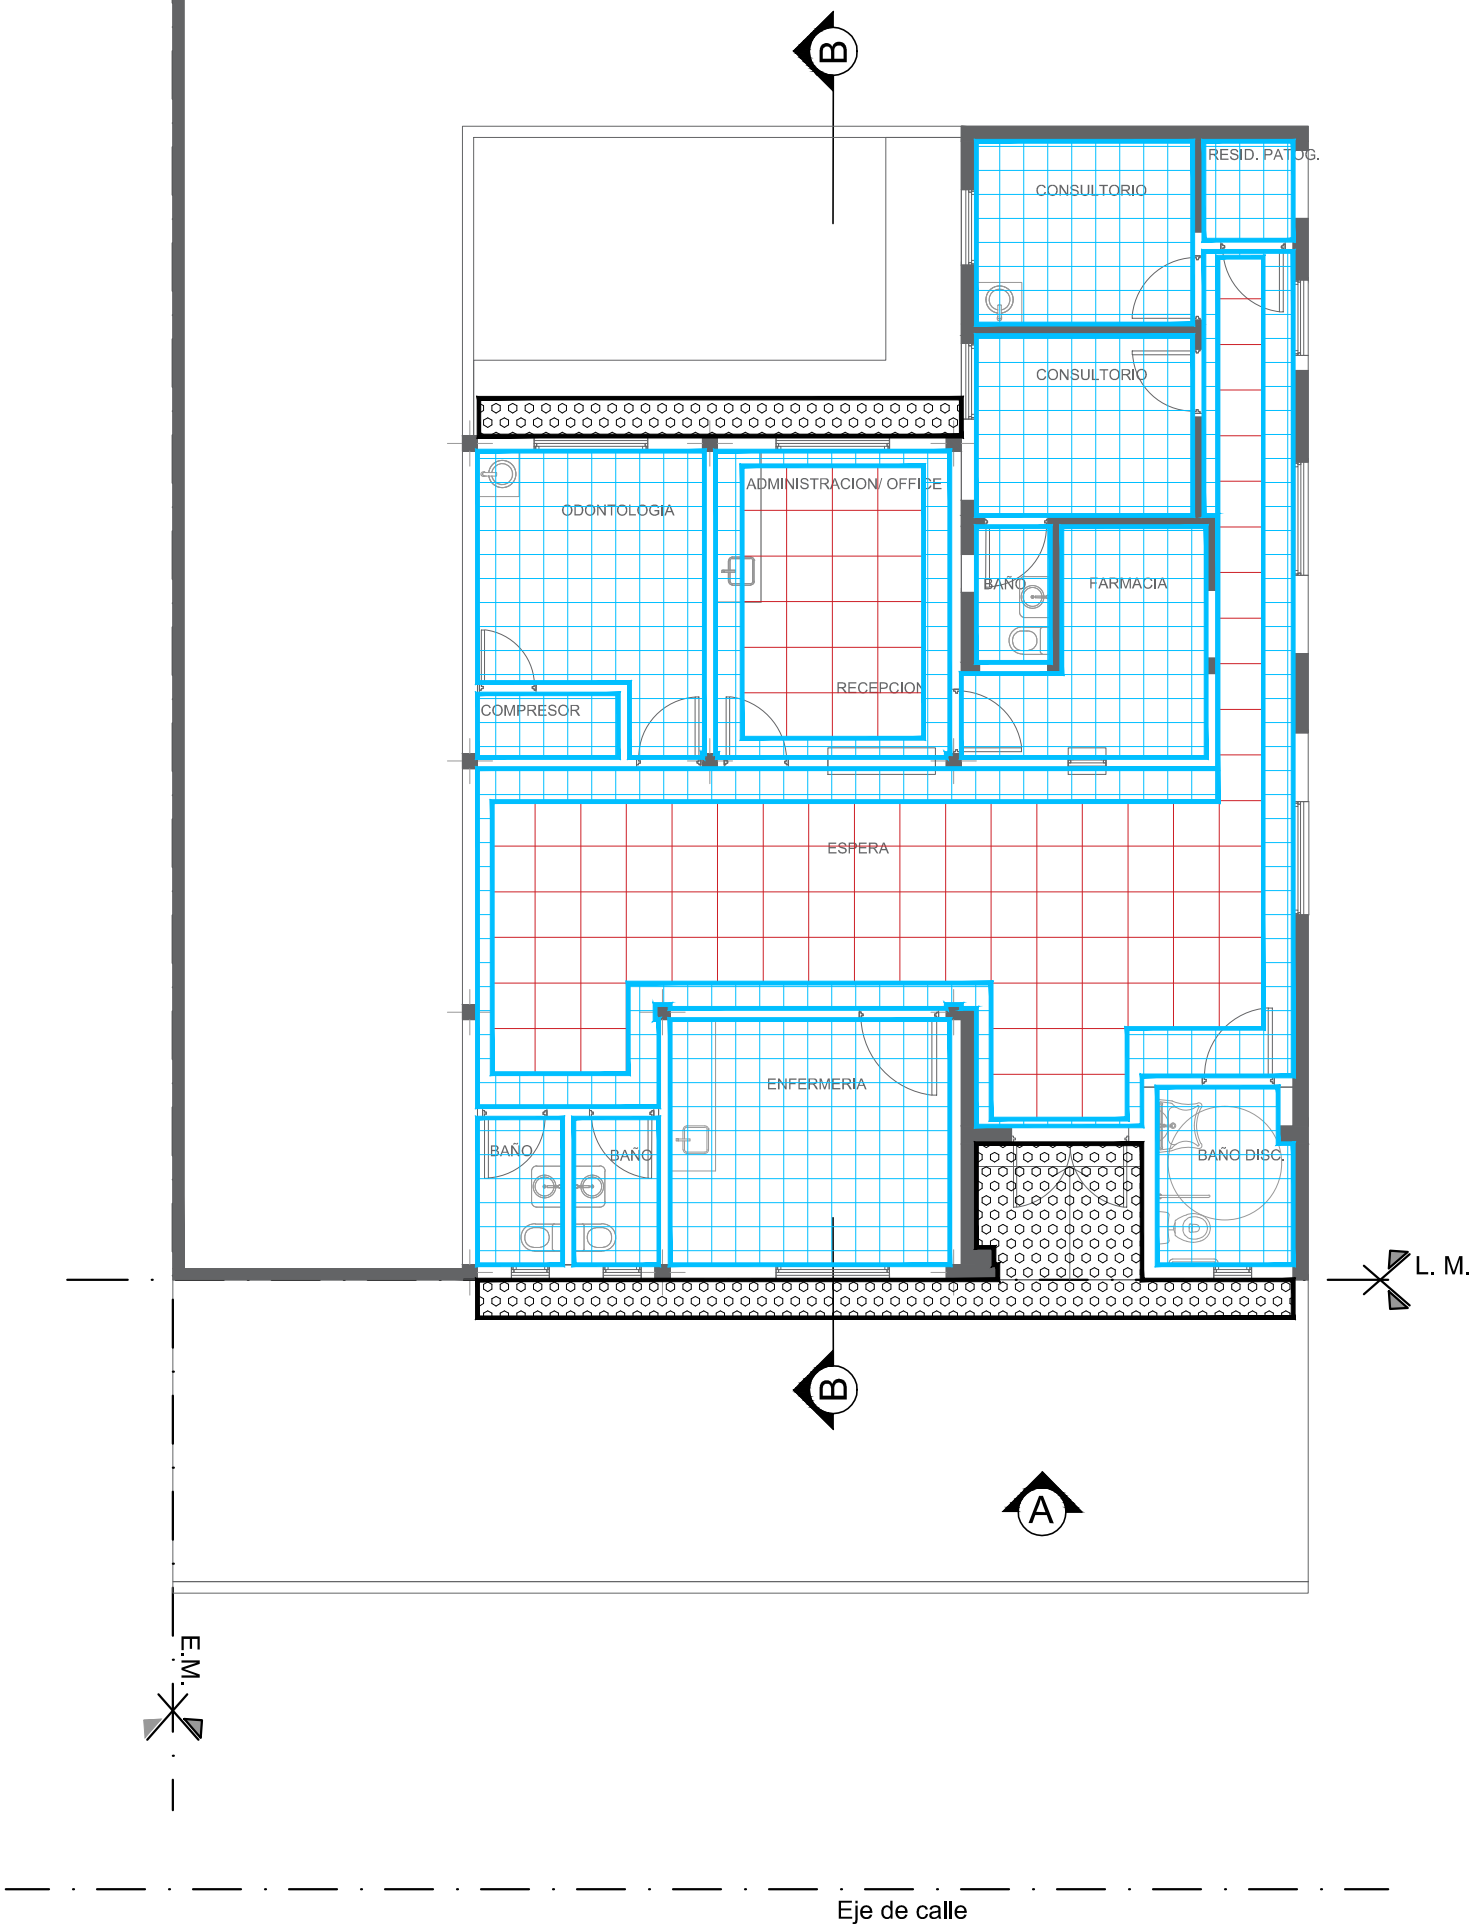 B
RESID. PATOG.
CONSULTORIO
CONSULTORIO
ADMINISTRACION/ OFFICE
ODONTOLOGIA
BAÑO
FARMACIA
RECEPCION
COMPRESOR
ESPERA
ENFERMERIA
BAÑO
BAÑO
BAÑO DISC.
L. M.
B
A
E.M.
Eje de calle